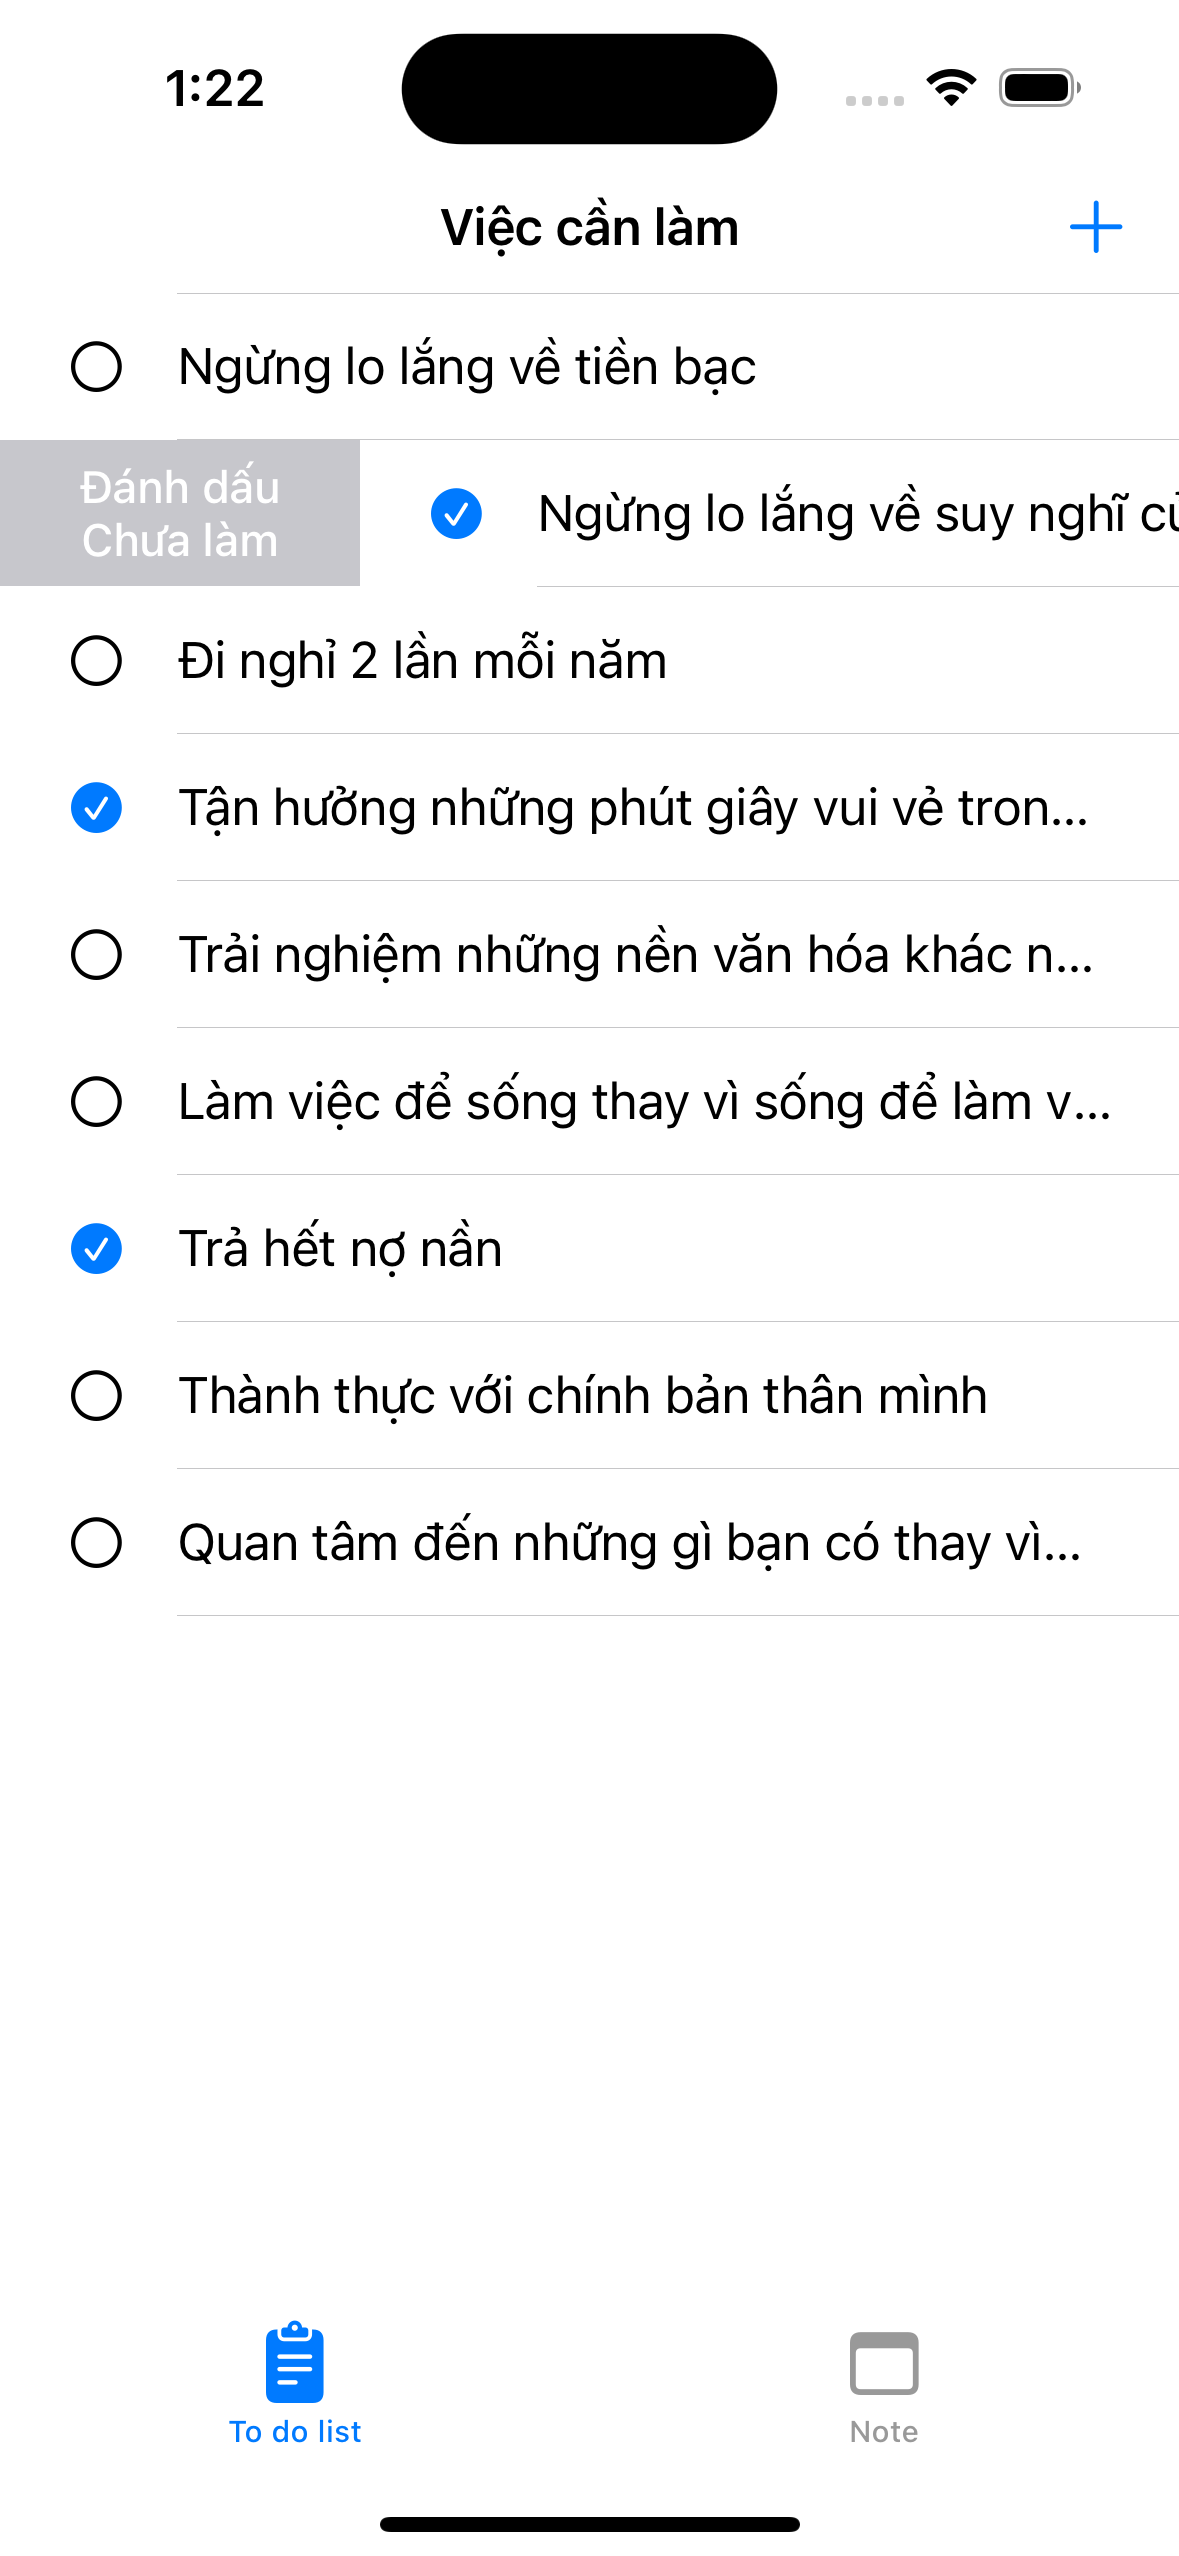 1:22
Việc cần làm
Ngừng lo lắng về tiền bạc
Đánh dấu
Chưa làm
Ngừng lo lắng về suy nghĩ củ
Đi nghỉ 2 lần mỗi năm
Tận hưởng những phút giây vui vẻ tron...
Trải nghiệm những nền văn hóa khác n...
Làm việc để sống thay vì sống để làm v...
Trả hết nợ nần
Thành thực với chính bản thân mình
Quan tâm đến những gì bạn có thay vì...
To do list
Note